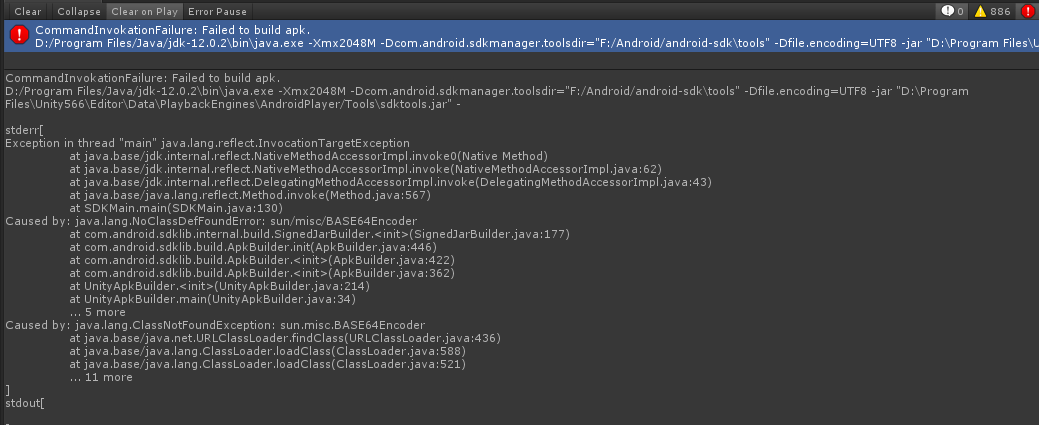 Clear Collapse Clear on Play Error Pause 0 886
CommandInvokationFailure: Failed to build apk.
D:/Program Files/Java/jdk-12.0.2\bin\java.exe -Xmx2048M -Dcom.android.sdkmanager.toolsdir="F:/Android/android-sdk\tools" -Dfile.encoding=UTF8 -jar "D:\Program Files\U
CommandInvokationFailure: Failed to build apk.
D:/Program Files/Java/jdk-12.0.2\bin\java.exe -Xmx2048M -Dcom.android.sdkmanager.toolsdir="F:/Android/android-sdk\tools" -Dfile.encoding=UTF8 -jar "D:\Program
Files\Unity566\Editor\Data\PlaybackEngines\AndroidPlayer/Tools\sdktools.jar" -
stderr[
Exception in thread "main" java.lang.reflect.InvocationTargetException
at java.base/jdk.internal.reflect.NativeMethodAccessorImpl.invoke0(Native Method)
at java.base/jdk.internal.reflect.NativeMethodAccessorImpl.invoke(NativeMethodAccessorImpl.java:62)
at java.base/jdk.internal.reflect.DelegatingMethodAccessorImpl.invoke(DelegatingMethodAccessorImpl.java:43)
at java.base/java.lang.reflect.Method.invoke(Method.java:567)
at SDKMain.main(SDKMain.java:130)
Caused by: java.lang.NoClassDefFoundError: sun/misc/BASE64Encoder
at com.android.sdklib.internal.build.SignedJarBuilder.<init>(SignedJarBuilder.java:177)
at com.android.sdklib.build.ApkBuilder.init(ApkBuilder.java:446)
at com.android.sdklib.build.ApkBuilder.<init>(ApkBuilder.java:422)
at com.android.sdklib.build.ApkBuilder.<init>(ApkBuilder.java:362)
at UnityApkBuilder.<init>(UnityApkBuilder.java:214)
at UnityApkBuilder.main(UnityApkBuilder.java:34)
... 5 more
Caused by: java.lang.ClassNotFoundException: sun.misc.BASE64Encoder
at java.base/java.net.URLClassLoader.findClass(URLClassLoader.java:436)
at java.base/java.lang.ClassLoader.loadClass(ClassLoader.java:588)
at java.base/java.lang.ClassLoader.loadClass(ClassLoader.java:521)
... 11 more
]
stdout[